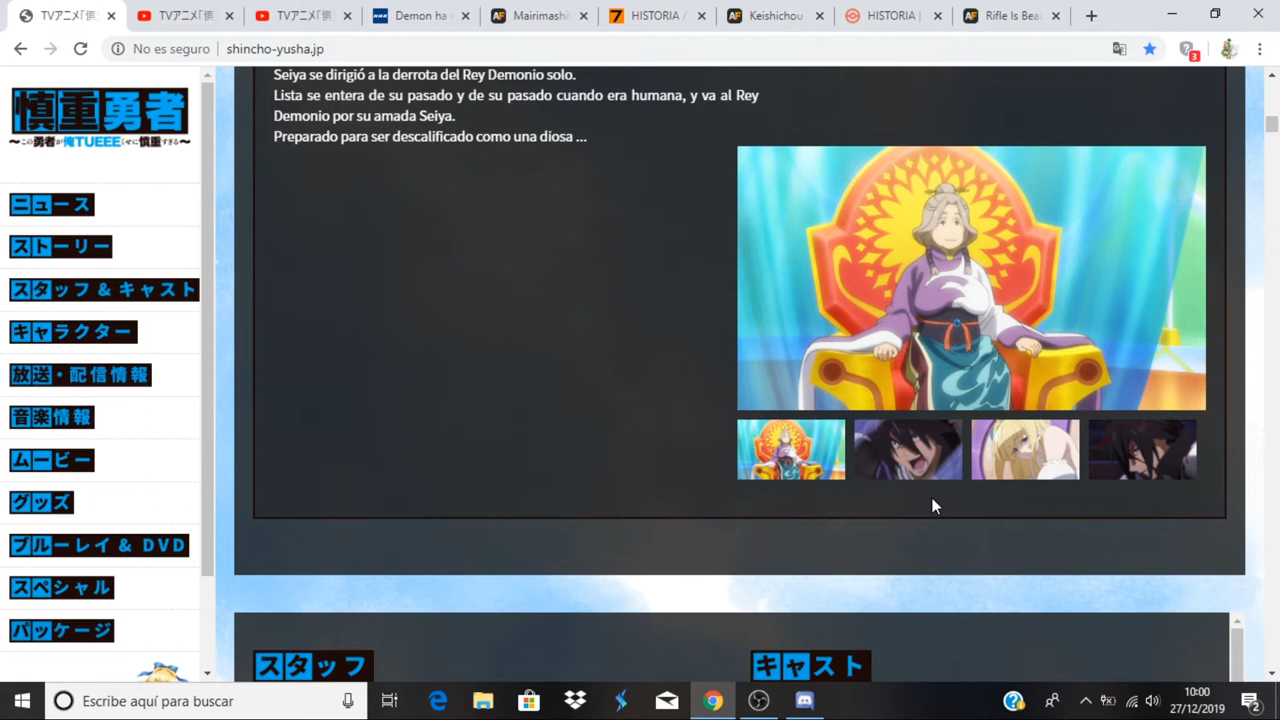 TVアニメ「慎
TVアニメ「慎
TVアニメ「慎
Demon ha
Mairimashit
HISTORIA /
Keishichou
HISTORIA |
Rifle Is Bea
No es seguro
shincho-yusha.jp
3
慎重勇者
～この勇者が俺TUEEEくせに慎重すぎる～
ニュース
ストーリー
スタッフ & キャスト
キャラクター
放送・配信情報
音楽情報
ムービー
グッズ
ブルーレイ & DVD
スペシャル
パッケージ
Seiya se dirigió a la derrota del Rey Demonio solo.
Lista se entera de su pasado y de su pasado cuando era humana, y va al Rey
Demonio por su amada Seiya.
Preparado para ser descalificado como una diosa ...
スタッフ
キャスト
Escribe aquí para buscar
10:00
27/12/2019
2